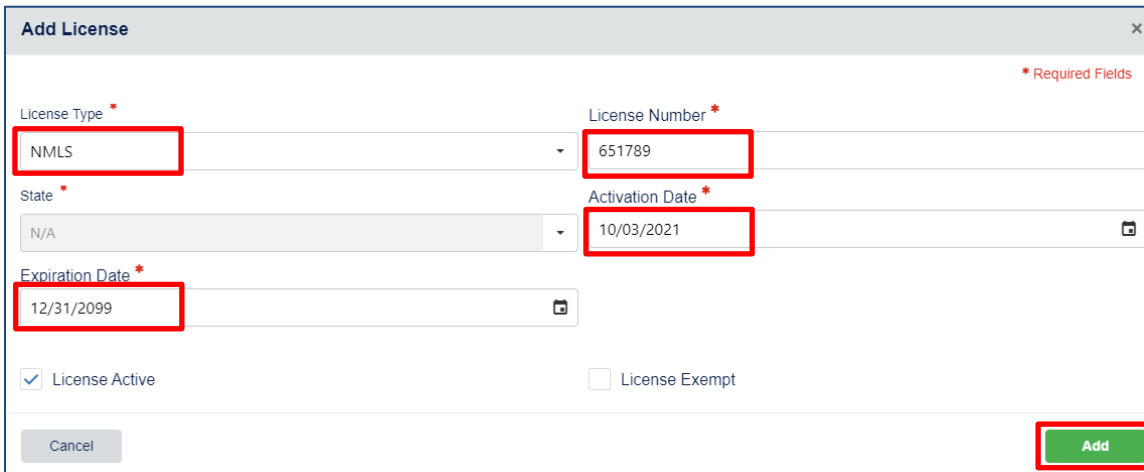 Add License
×
* Required Fields
License Type *
License Number *
NMLS
651789
State *
Activation Date *
N/A
10/03/2021
Expiration Date *
12/31/2099
License Active
License Exempt
Cancel
Add